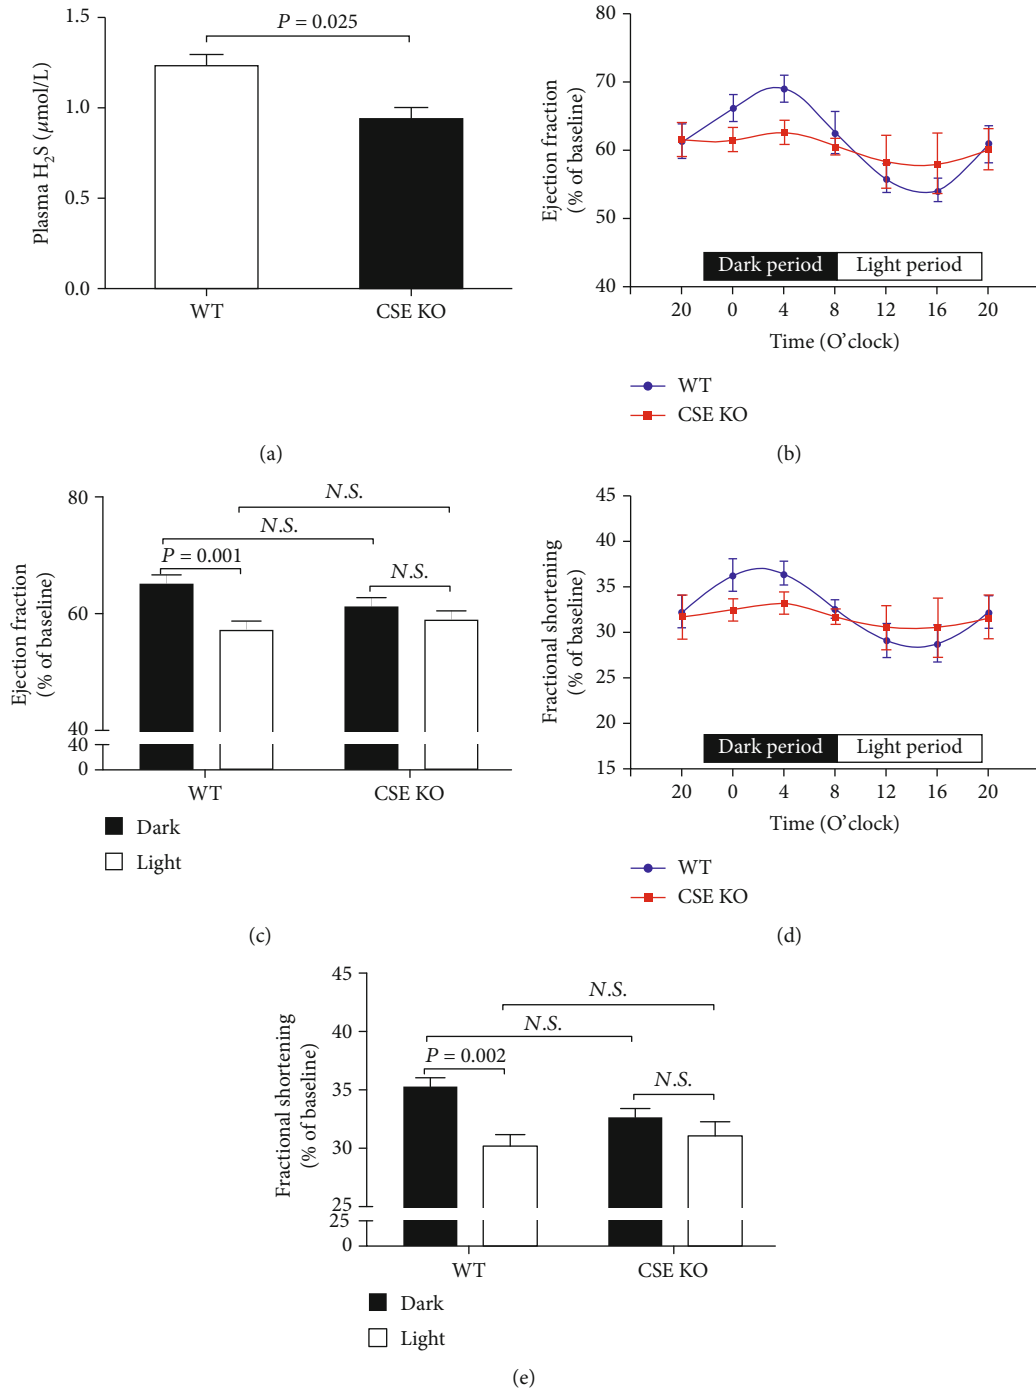 P = 0.025
1.5
1.0
0.5
0.0
Plasma H₂S (μmol/L)
WT
CSE KO
(a)
80
70
60
50
40
Ejection fraction
(% of baseline)
Dark period
Light period
20 0 4 8 12 16 20
Time (O’clock)
WT
CSE KO
(b)
80
60
40
40
0
Ejection fraction
(% of baseline)
N.S.
N.S.
P = 0.001
N.S.
WT
CSE KO
Dark
Light
(c)
45
40
35
30
25
20
15
Fractional shortening
(% of baseline)
Dark period
Light period
20 0 4 8 12 16 20
Time (O’clock)
WT
CSE KO
(d)
45
40
35
30
25
25
0
Fractional shortening
(% of baseline)
N.S.
N.S.
P = 0.002
N.S.
WT
CSE KO
Dark
Light
(e)